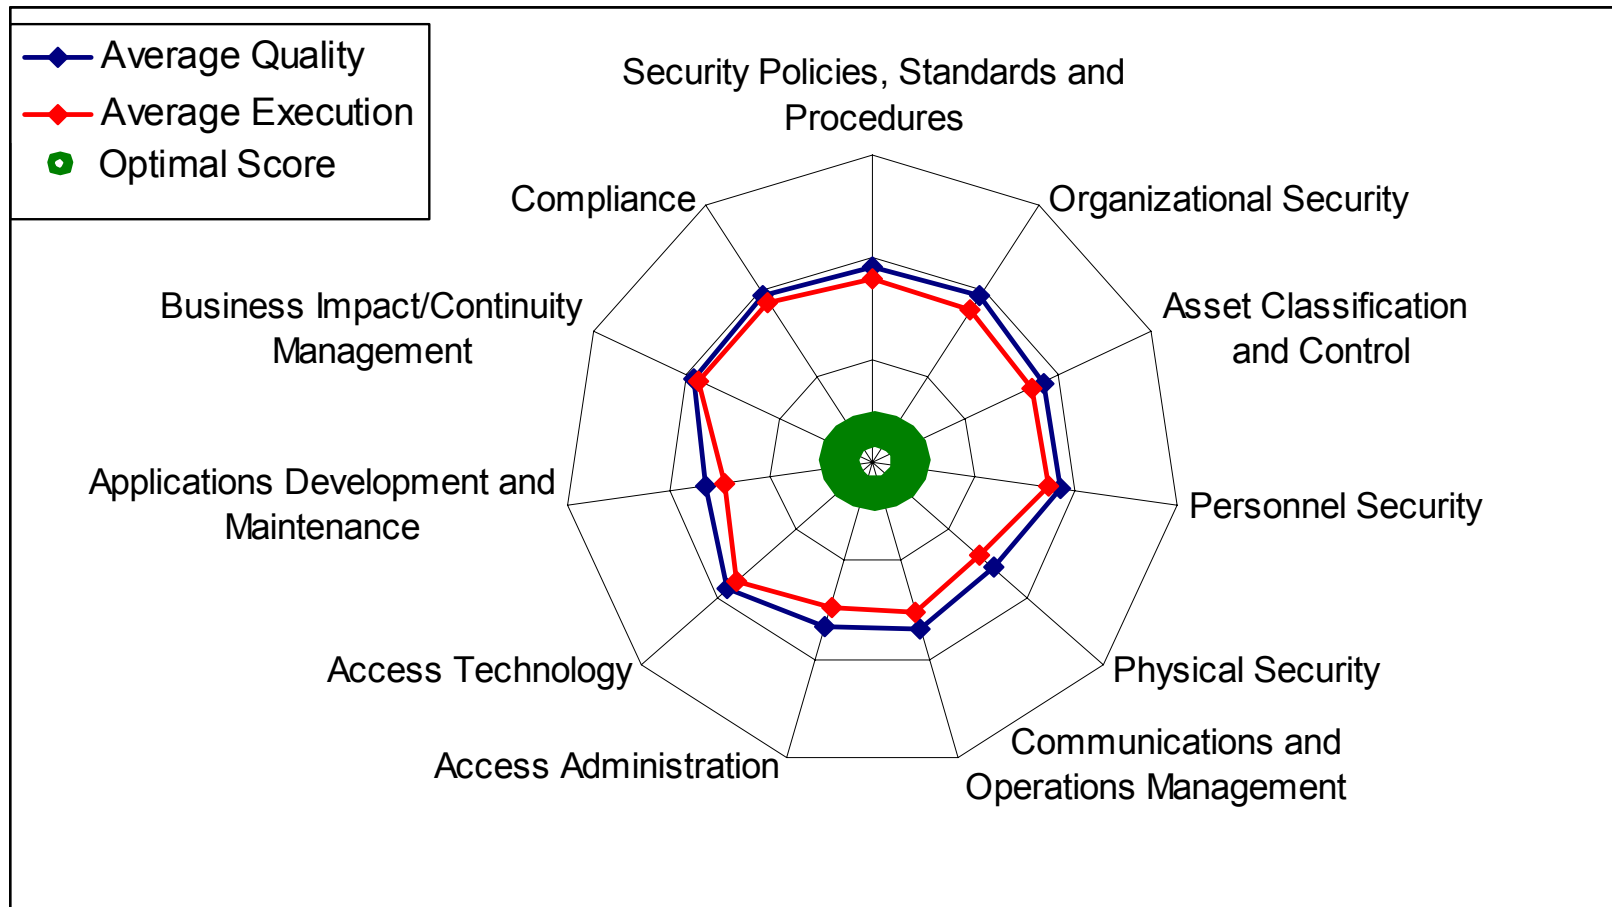 Average Quality
Average Execution
Optimal Score
Security Policies, Standards and
Procedures
Organizational Security
Asset Classification
and Control
Personnel Security
Physical Security
Communications and
Operations Management
Access Administration
Access Technology
Applications Development and
Maintenance
Business Impact/Continuity
Management
Compliance